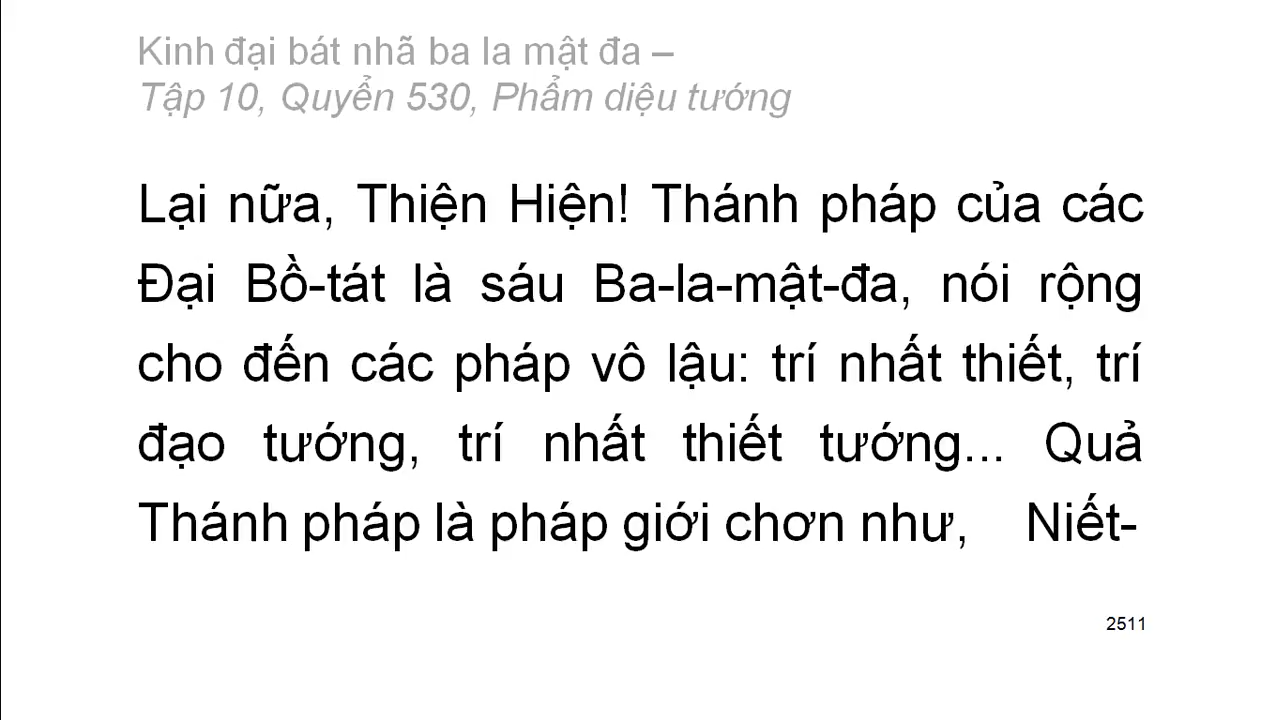 Kinh đại bát nhã ba la mật đa –
Tập 10, Quyển 530, Phẩm diệu tướng
Lại nữa, Thiện Hiện! Thánh pháp của các
Đại Bồ-tát là sáu Ba-la-mật-đa, nói rộng
cho đến các pháp vô lậu: trí nhất thiết, trí
đạo tướng, trí nhất thiết tướng... Quả
Thánh pháp là pháp giới chơn như, Niết-
2511